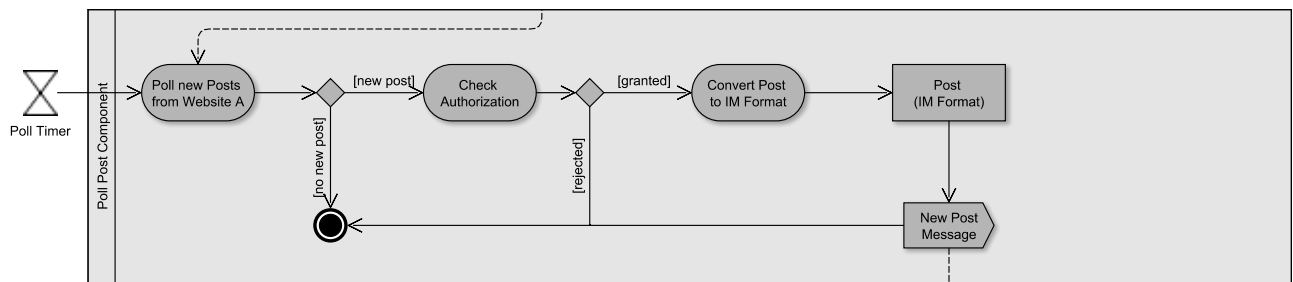 Poll Timer
Poll Post Component
Poll new Posts
from Website A
[new post]
[no new post]
Check
Authorization
[granted]
[rejected]
Convert Post
to IM Format
Post
(IM Format)
New Post
Message